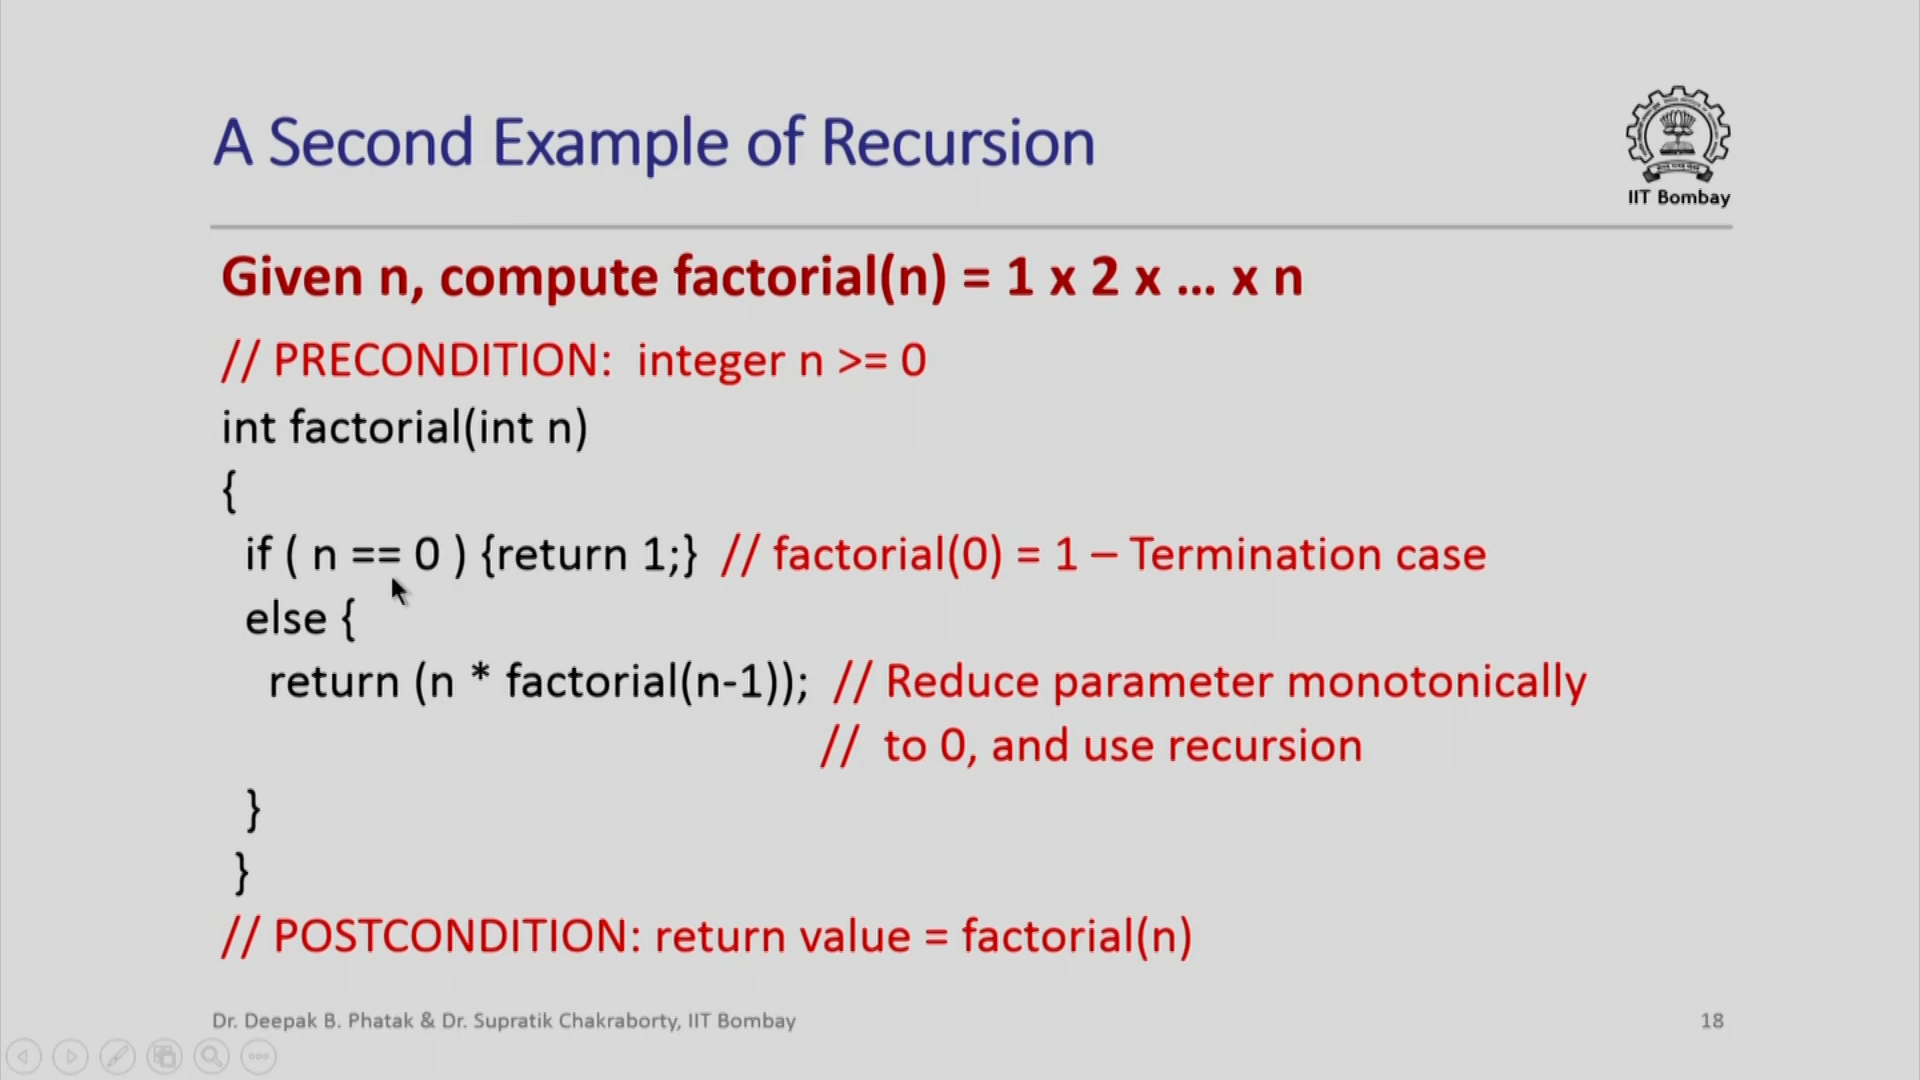 A Second Example of Recursion
IIT Bombay
Given n, compute factorial(n) = 1 x 2 x ... x n
// PRECONDITION: integer n >= 0
int factorial(int n)
{
if ( n == 0 ) {return 1;} // factorial(0) = 1 – Termination case
else {
return (n * factorial(n-1)); // Reduce parameter monotonically
// to 0, and use recursion
}
}
// POSTCONDITION: return value = factorial(n)
Dr. Deepak B. Phatak & Dr. Supratik Chakraborty, IIT Bombay
18